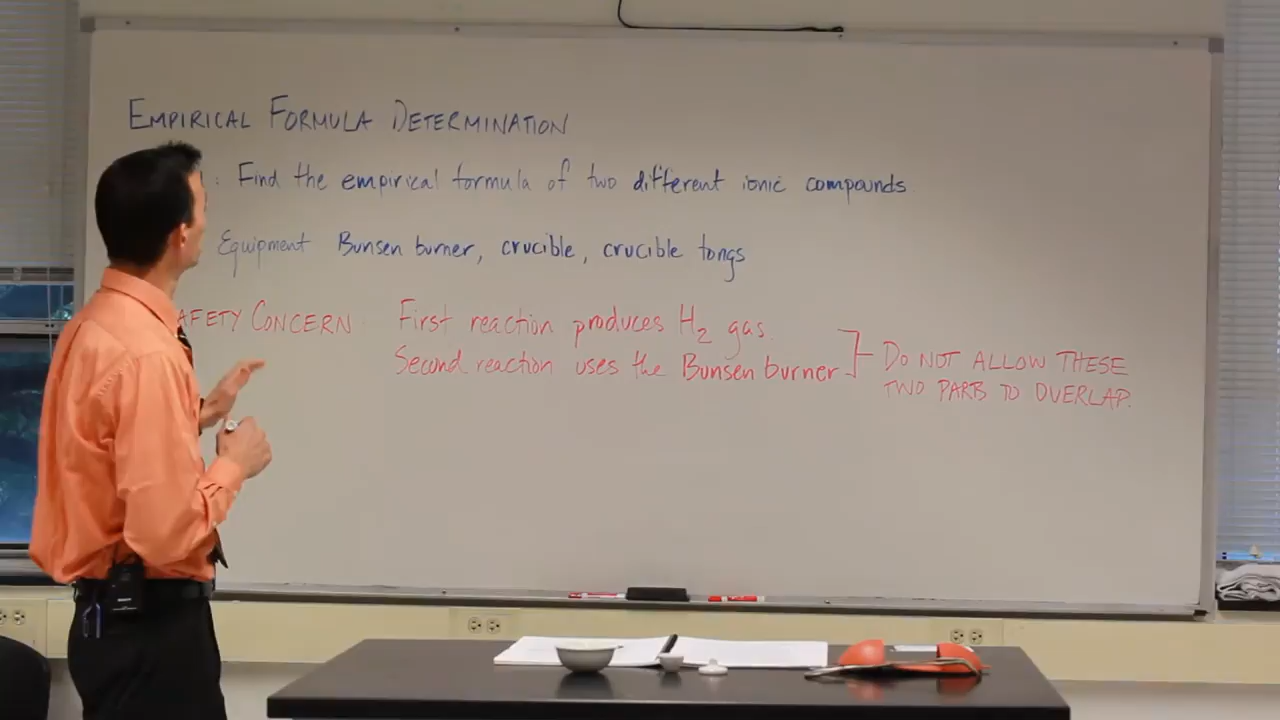 EMPIRICAL FORMULA DETERMINATION
: Find the empirical formula of two different ionic compounds
Equipment Bunsen burner, crucible, crucible tongs
AFETY CONCERN: First reaction produces H2 gas.
Second reaction uses the Bunsen burner
DO NOT ALLOW THESE
TWO PARTS TO OVERLAP.